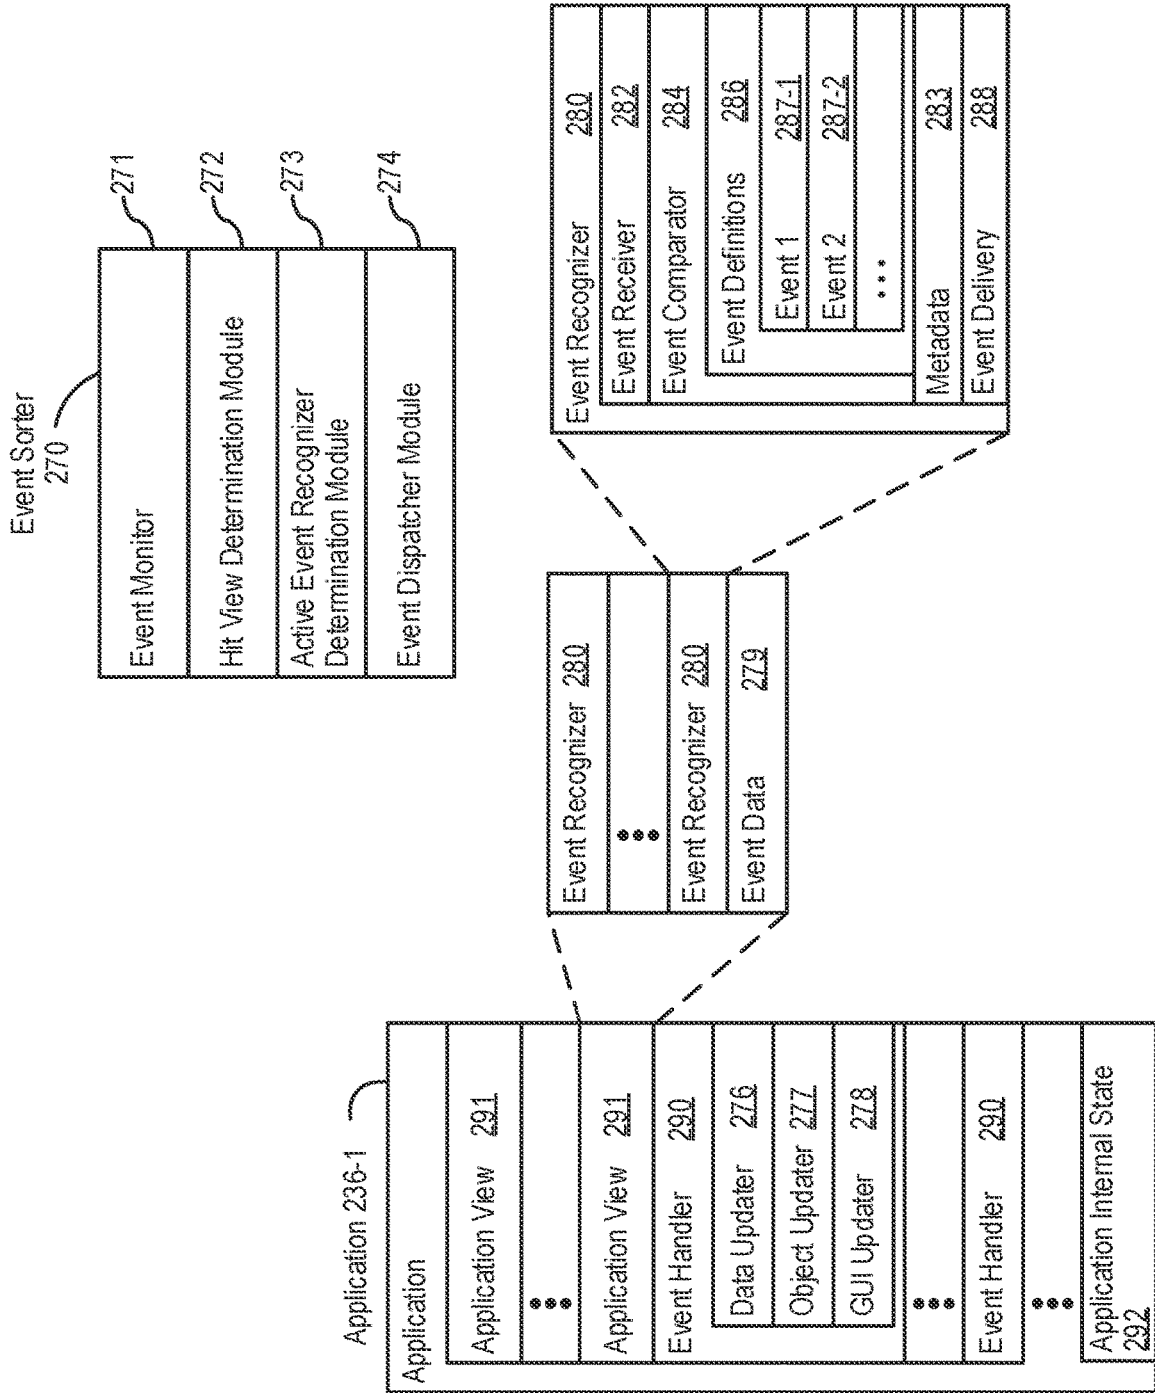 Event Sorter
270
Event Monitor
271
Hit View Determination Module
272
Active Event Recognizer
Determination Module
273
Event Dispatcher Module
274
Application 236-1
Application
Application View 291
•••
Application View 291
Event Handler 290
Data Updater 276
Object Updater 277
GUI Updater 278
•••
Event Handler 290
•••
Application Internal State
292
Event Recognizer 280
•••
Event Recognizer 280
Event Data 279
Event Recognizer 280
Event Receiver 282
Event Comparator 284
Event Definitions 286
Event 1 287-1
Event 2 287-2
•••
Metadata 283
Event Delivery 288